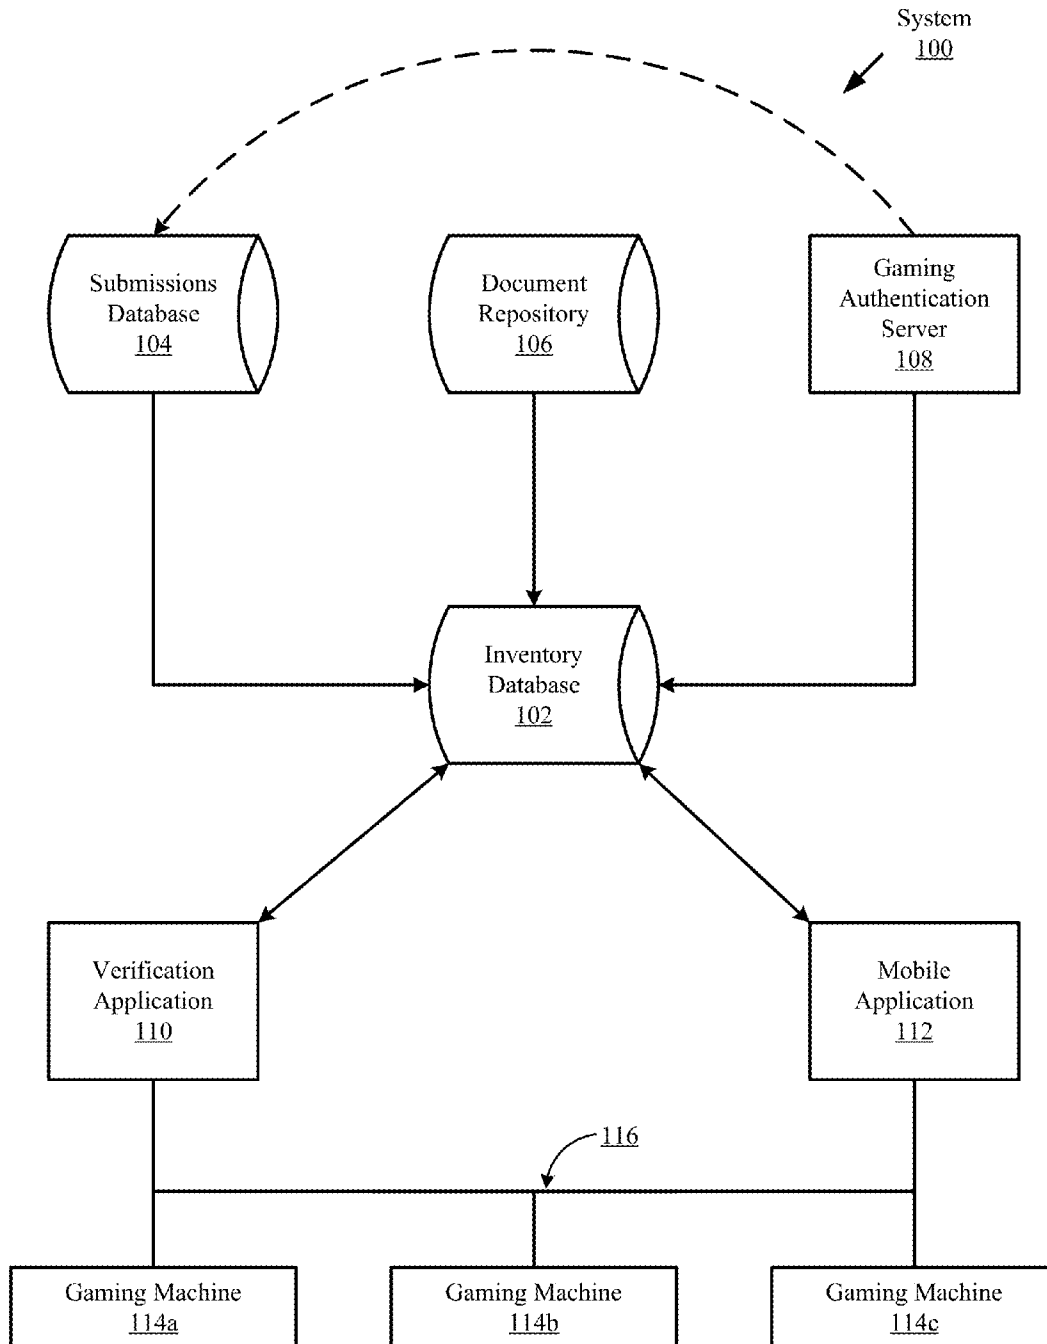 System
100
Submissions
Database
104
Document
Repository
106
Gaming
Authentication
Server
108
Inventory
Database
102
Verification
Application
110
Mobile
Application
112
116
Gaming Machine
114a
Gaming Machine
114b
Gaming Machine
114c